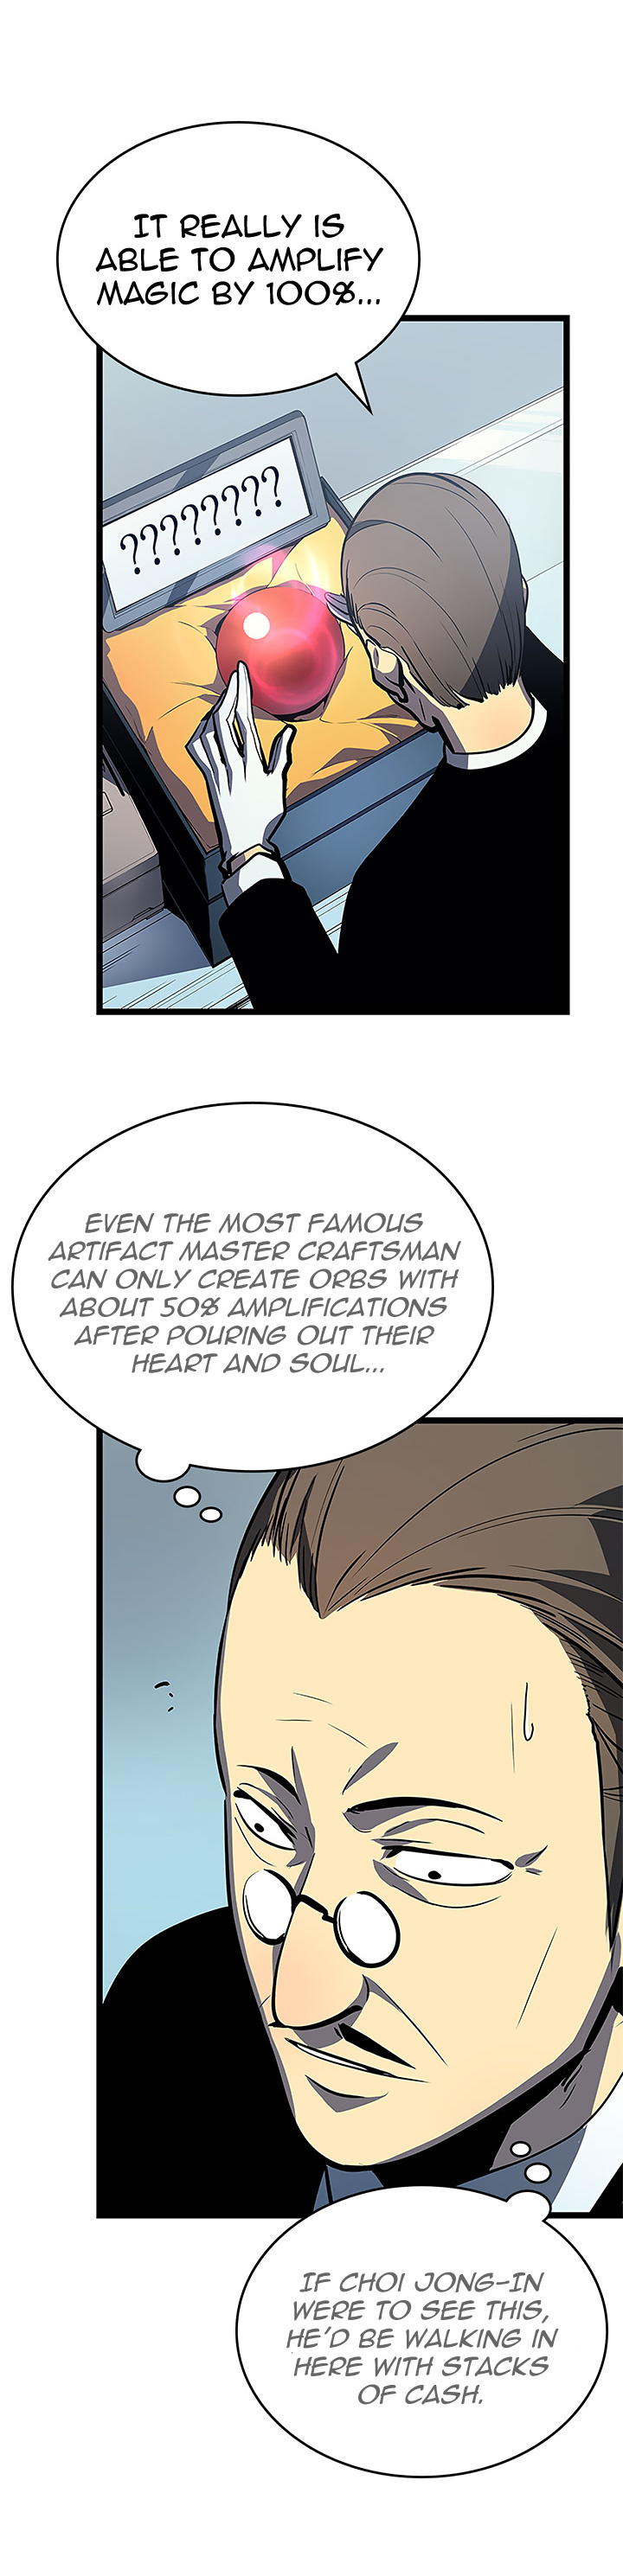 IT REALLY IS
ABLE TO AMPLIFY
MAGIC BY 100%...
????????
EVEN THE MOST FAMOUS
ARTIFACT MASTER CRAFTSMAN
CAN ONLY CREATE ORBS WITH
ABOUT 50% AMPLIFICATIONS
AFTER POURING OUT THEIR
HEART AND SOUL...
IF CHOI JONG-IN
WERE TO SEE THIS,
HE'D BE WALKING IN
HERE WITH STACKS
OF CASH.